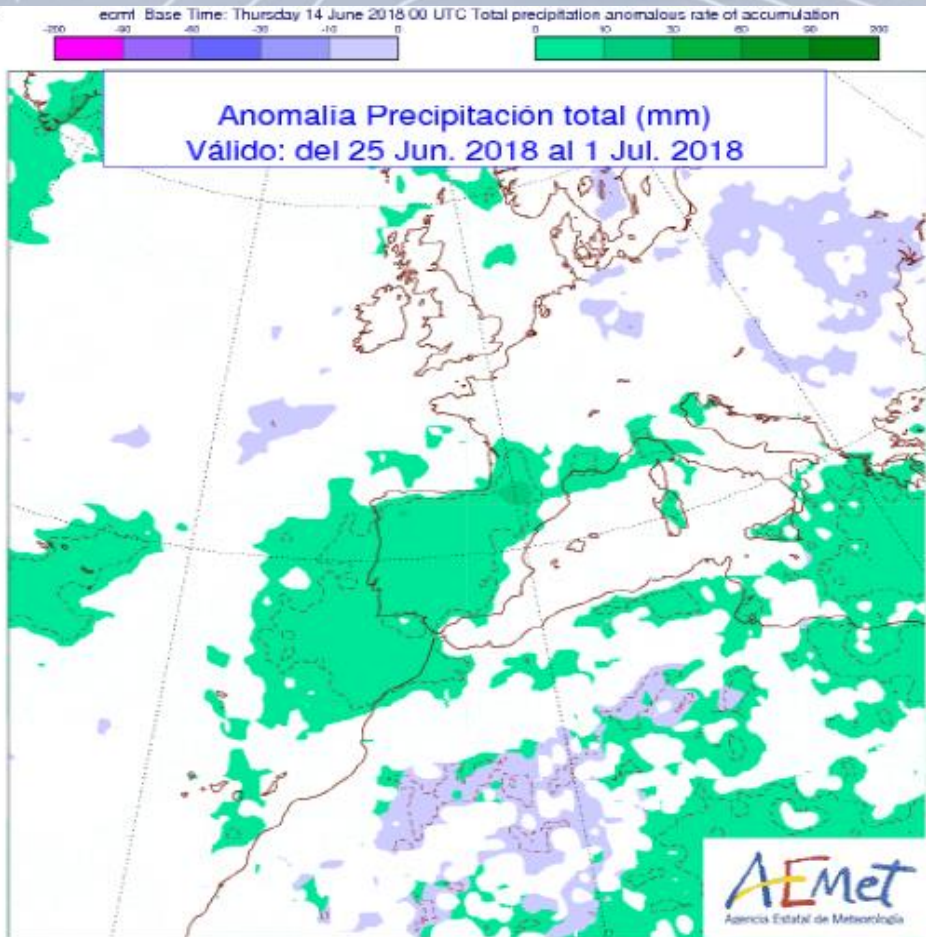 ecmf Base Time: Thursday 14 June 2018 00 UTC Total precipitation anomalous rate of accumulation
-200 -90 -60 -30 -10 0 0 10 30 60 90 200
Anomalía Precipitación total (mm)
Válido: del 25 Jun. 2018 al 1 Jul. 2018
AEMet
Agencia Estatal de Meteorología